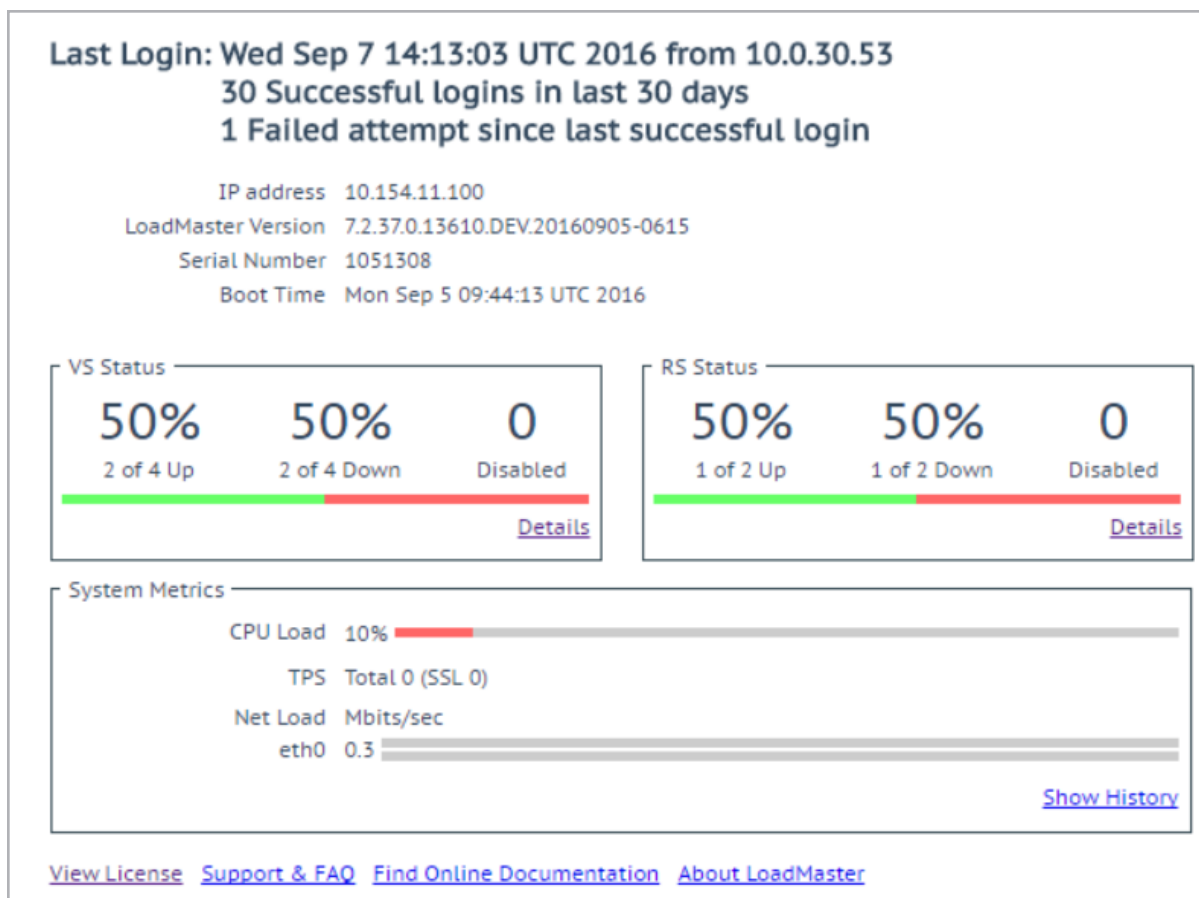 Last Login: Wed Sep 7 14:13:03 UTC 2016 from 10.0.30.53
30 Successful logins in last 30 days
1 Failed attempt since last successful login
IP address 10.154.11.100
LoadMaster Version 7.2.37.0.13610.DEV.20160905-0615
Serial Number 1051308
Boot Time Mon Sep 5 09:44:13 UTC 2016
VS Status
50% 50% 0
2 of 4 Up 2 of 4 Down Disabled
Details
RS Status
50% 50% 0
1 of 2 Up 1 of 2 Down Disabled
Details
System Metrics
CPU Load 10%
TPS Total 0 (SSL 0)
Net Load Mbits/sec
eth0 0.3
Show History
View License Support & FAQ Find Online Documentation About LoadMaster